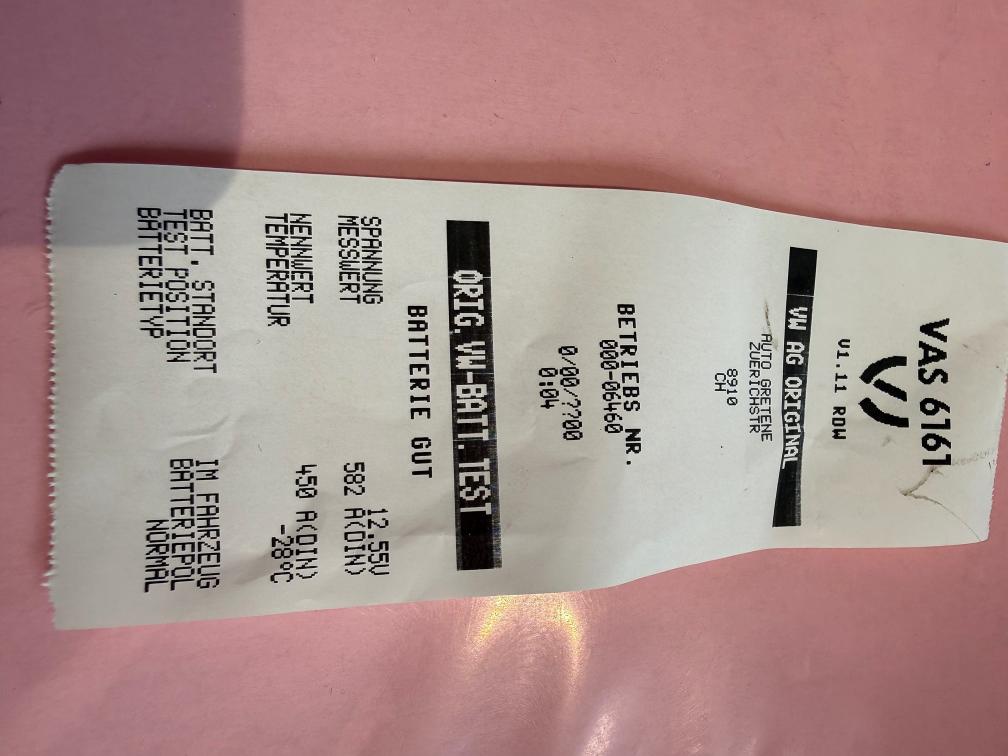 VAS 6161
V1.11 RDW
VW AG ORIGINAL
AUTO GRETENE
ZUERICHSTR
8910
CH
BETRIEBS NR.
000-06460
0/00/??00
0:04
ORIG. VW-BATT.TEST
BATTERIE GUT
SPANNUNG 12.55V
MESSWERT 582 A(DIN)
NENNWERT 450 A(DIN)
TEMPERATUR -28ºC
BATT. STANDORT IM FAHRZEUG
TEST POSITION BATTERIEPOL
BATTERIETYP NORMAL